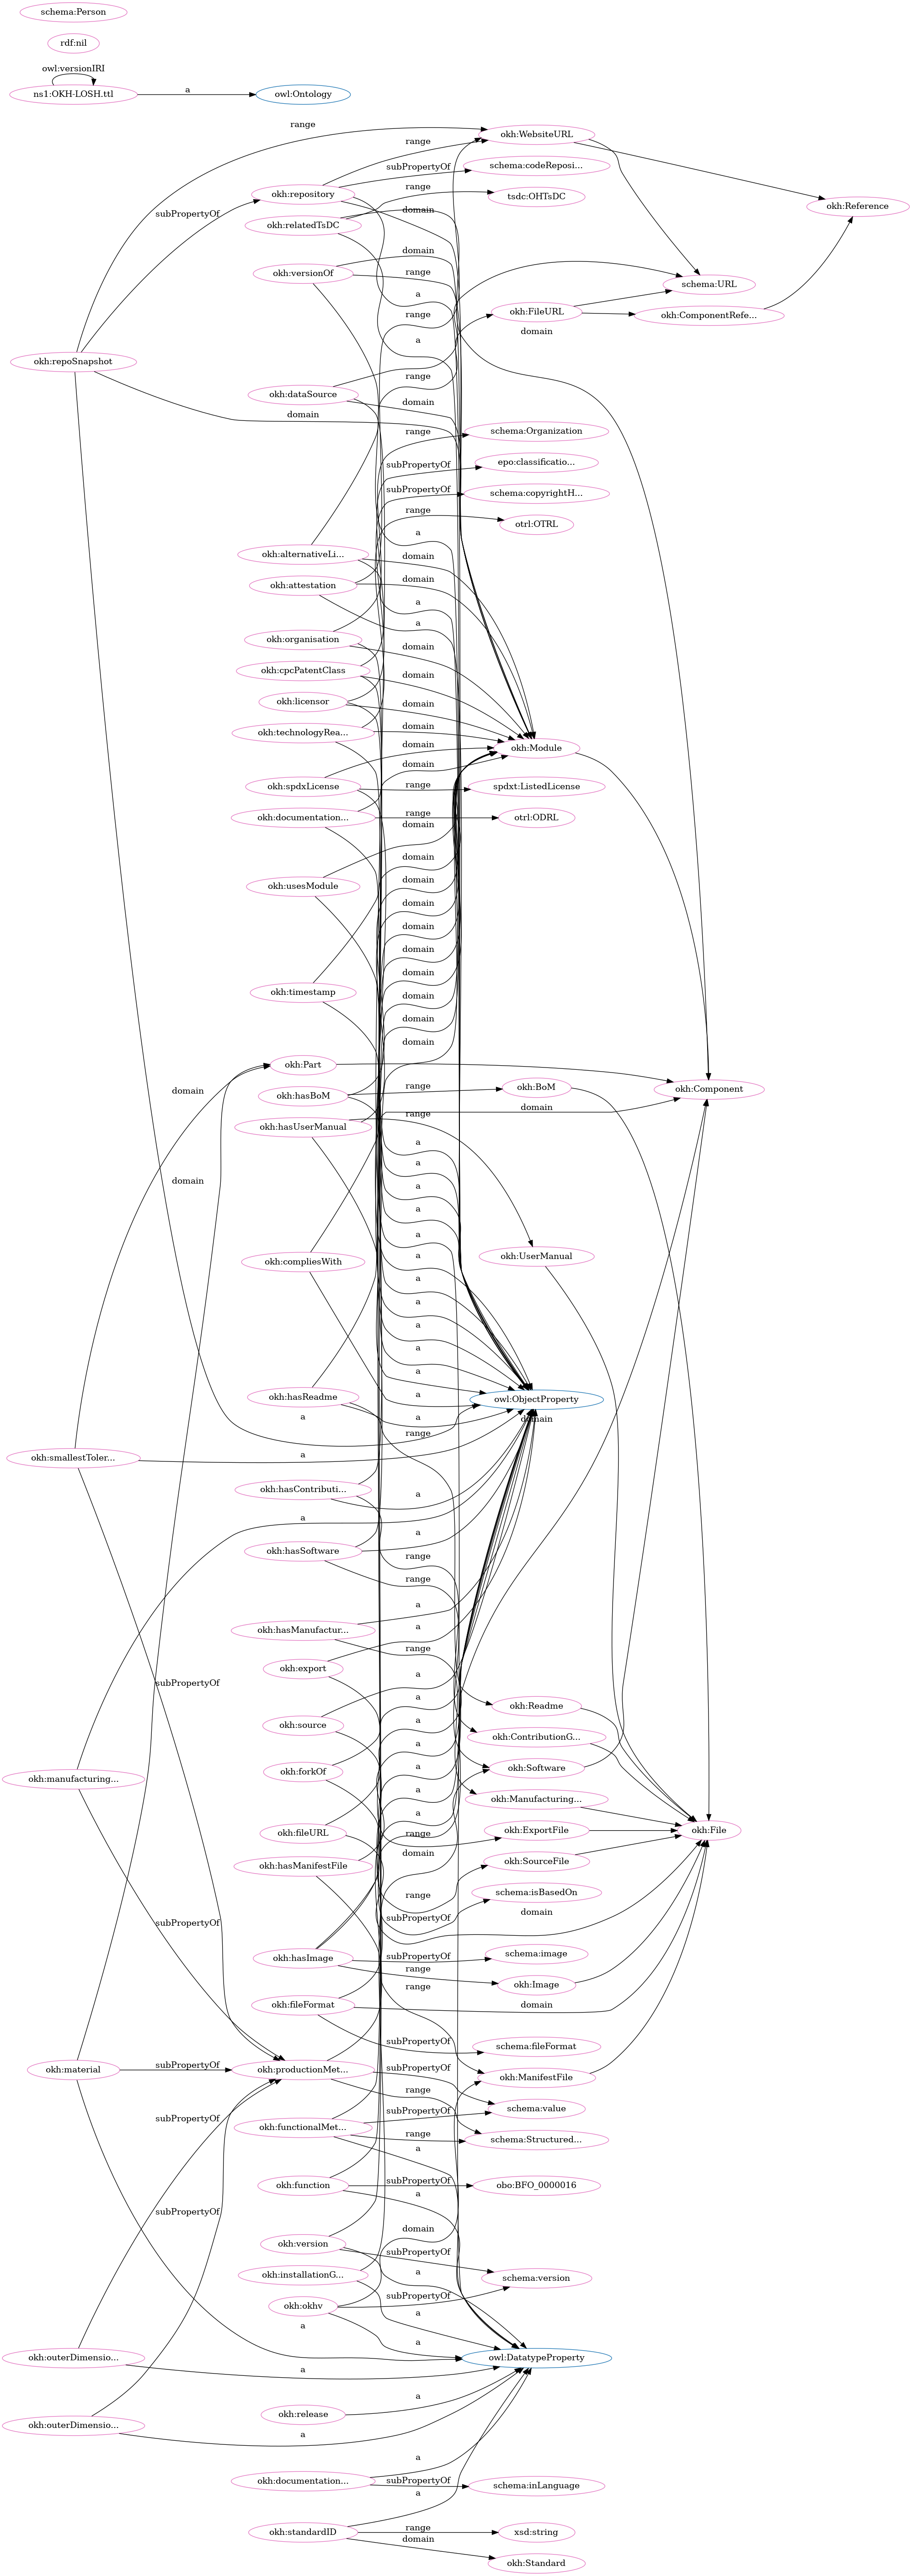 schema:Person
rdf:nil
owl:versionIRI
ns1:OKH-LOSH.ttl
a
owl:Ontology
range
okh:WebsiteURL
range
schema:codeReposi...
subPropertyOf
okh:repository
range
tsdc:OHTsDC
okh:Reference
subPropertyOf
domain
okh:relatedTsDC
domain
okh:versionOf
range
schema:URL
a
range
okh:FileURL
okh:ComponentRefe...
domain
a
okh:repoSnapshot
range
okh:dataSource
domain
domain
range
schema:Organization
subPropertyOf
epo:classificatio...
subPropertyOf
schema:copyrightH...
range
otrl:OTRL
a
okh:alternativeLi...
domain
okh:attestation
domain
a
a
okh:organisation
okh:cpcPatentClass
domain
okh:licensor
domain
okh:technologyRea...
domain
domain
okh:Module
domain
okh:spdxLicense
range
spdxt:ListedLicense
okh:documentation...
range
otrl:ODRL
domain
domain
okh:usesModule
domain
domain
domain
domain
domain
okh:timestamp
domain
domain
okh:Part
okh:hasBoM
range
okh:BoM
okh:Component
domain
domain
range
okh:hasUserManual
a
a
domain
a
a
a
a
okh:UserManual
okh:compliesWith
a
a
a
a
a
okh:hasReadme
owl:ObjectProperty
a
a
domain
range
okh:smallestToler...
a
okh:hasContributi...
a
a
okh:hasSoftware
range
range
a
okh:hasManufactur...
a
range
okh:export
a
subPropertyOf
a
okh:Readme
okh:source
a
okh:ContributionG...
a
okh:forkOf
okh:Software
okh:manufacturing...
a
okh:Manufacturing...
a
okh:fileURL
range
okh:ExportFile
okh:File
domain
okh:hasManifestFile
okh:SourceFile
range
schema:isBasedOn
subPropertyOf
domain
subPropertyOf
okh:hasImage
subPropertyOf
schema:image
range
okh:Image
range
okh:fileFormat
domain
subPropertyOf
schema:fileFormat
okh:material
subPropertyOf
okh:productionMet...
subPropertyOf
okh:ManifestFile
range
schema:value
subPropertyOf
subPropertyOf
okh:functionalMet...
range
schema:Structured...
a
okh:function
subPropertyOf
obo:BFO_0000016
a
subPropertyOf
domain
okh:version
subPropertyOf
a
okh:installationG...
schema:version
subPropertyOf
okh:okhv
a
a
a
okh:outerDimensio...
a
owl:DatatypeProperty
a
okh:release
okh:outerDimensio...
a
a
okh:documentation...
subPropertyOf
schema:inLanguage
a
okh:standardID
range
xsd:string
domain
okh:Standard